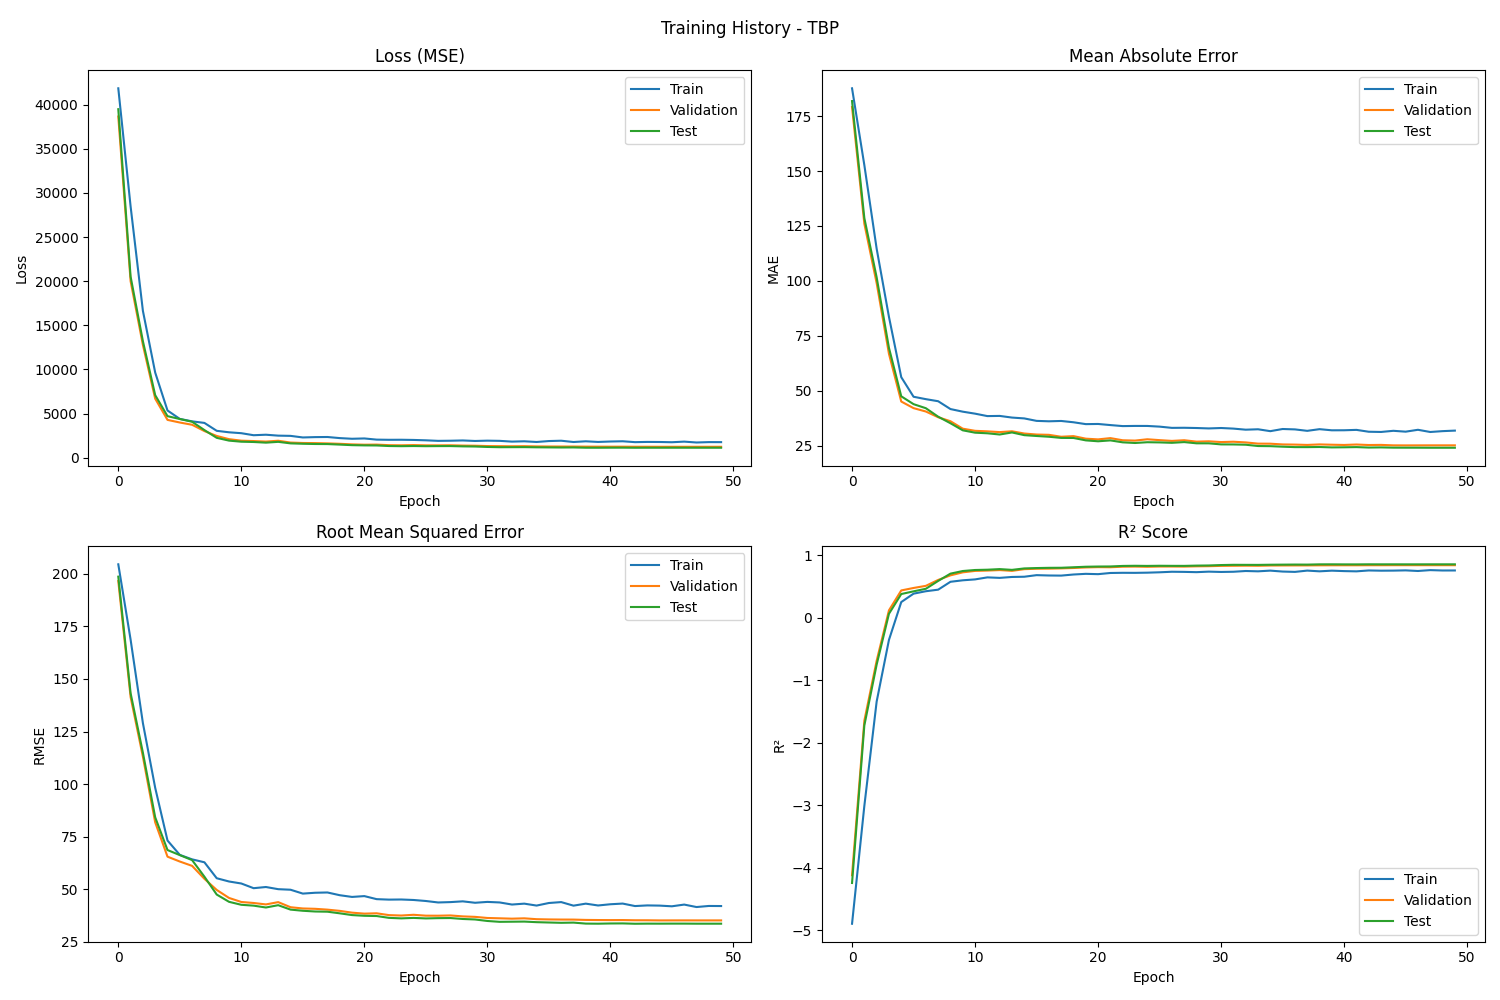 Training History - TBP
Loss (MSE)
Loss
40000
35000
30000
25000
20000
15000
10000
5000
0
0 10 20 30 40 50
Epoch
Train
Validation
Test
Mean Absolute Error
MAE
175
150
125
100
75
50
25
0 10 20 30 40 50
Epoch
Train
Validation
Test
Root Mean Squared Error
RMSE
200
175
150
125
100
75
50
25
0 10 20 30 40 50
Epoch
Train
Validation
Test
R² Score
R²
1
0
−1
−2
−3
−4
−5
0 10 20 30 40 50
Epoch
Train
Validation
Test